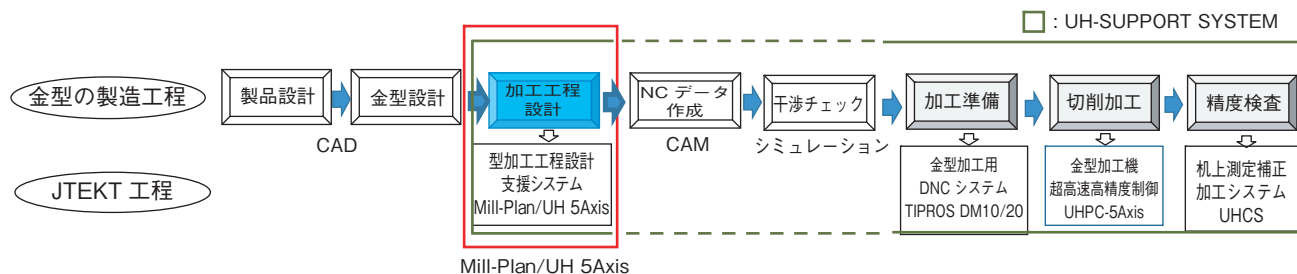 : UH-SUPPORT SYSTEM
金型の製造工程
製品設計
金型設計
加工工程
設計
NC データ
作成
干渉チェック
加工準備
切削加工
精度検査
CAD
CAM
シミュレーション
JTEKT 工程
型加工工程設計
支援システム
Mill-Plan/UH 5Axis
金型加工用
DNC システム
TIPROS DM10/20
金型加工機
超高速高精度制御
UHPC-5Axis
机上測定補正
加工システム
UHCS
Mill-Plan/UH 5Axis